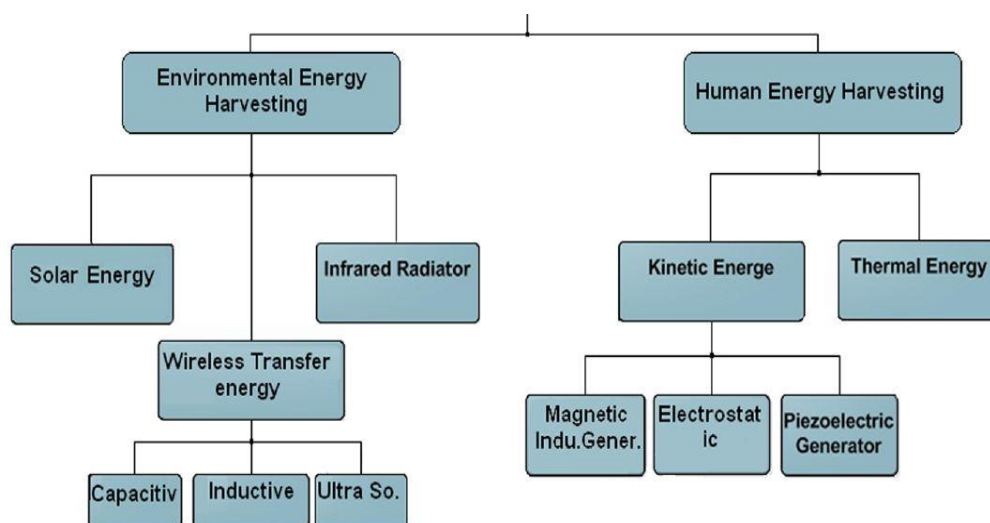 Environmental Energy
Harvesting
Human Energy Harvesting
Solar Energy
Infrared Radiator
Kinetic Energe
Thermal Energy
Wireless Transfer
energy
Magnetic
Indu.Gener.
Electrostat
ic
Piezoelectric
Generator
Capacitiv
Inductive
Ultra So.